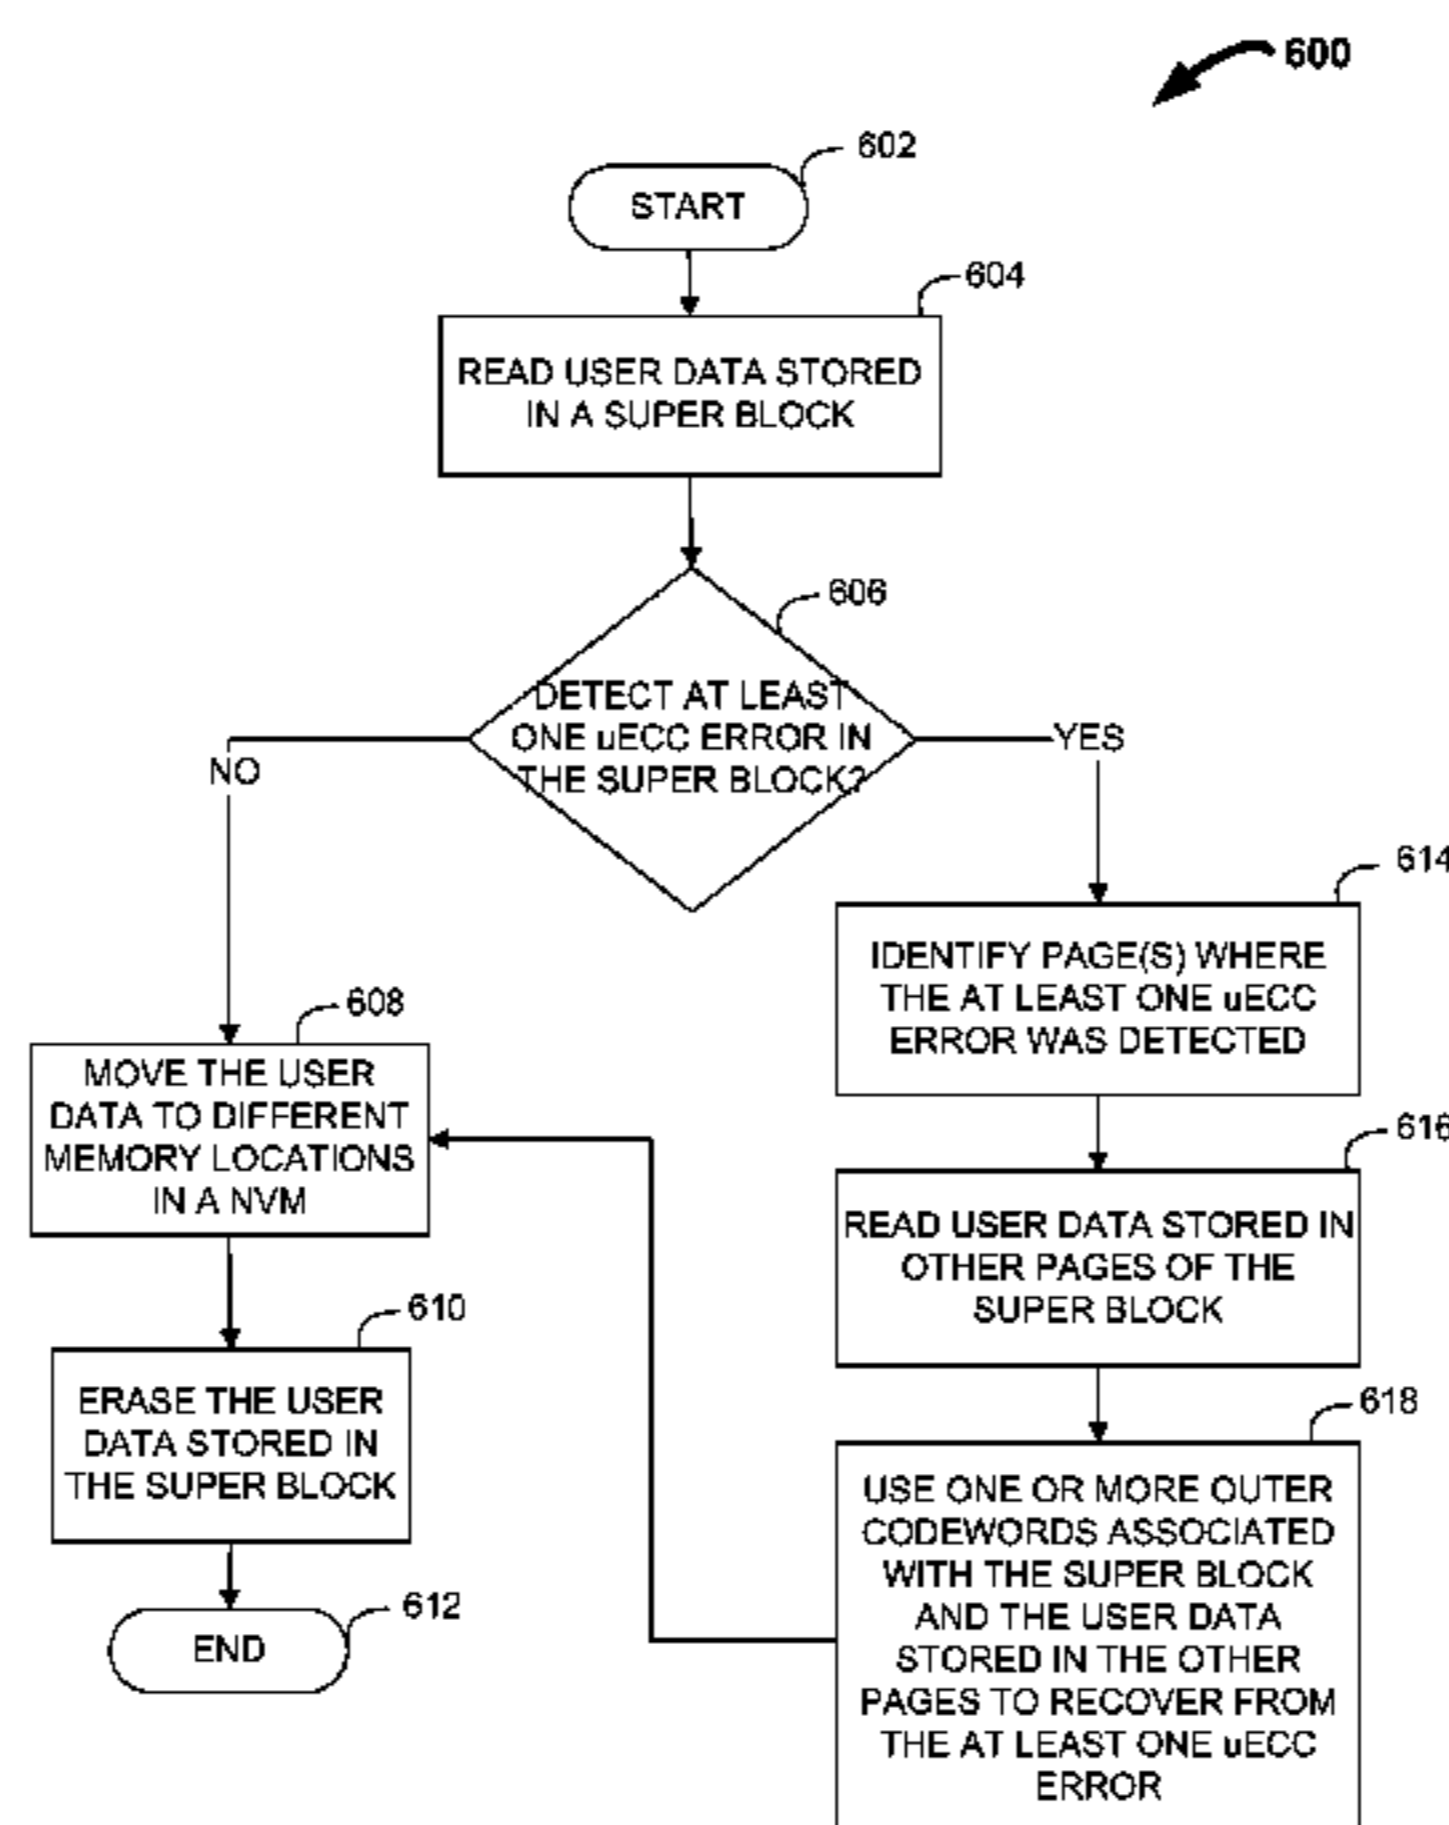 600
602
START
604
READ USER DATA STORED
IN A SUPER BLOCK
606
DETECT AT LEAST
ONE uECC ERROR IN
THE SUPER BLOCK?
NO
YES
614
IDENTIFY PAGE(S) WHERE
THE AT LEAST ONE uECC
ERROR WAS DETECTED
608
MOVE THE USER
DATA TO DIFFERENT
MEMORY LOCATIONS
IN A NVM
616
READ USER DATA STORED IN
OTHER PAGES OF THE
SUPER BLOCK
610
ERASE THE USER
DATA STORED IN
THE SUPER BLOCK
618
USE ONE OR MORE OUTER
CODEWORDS ASSOCIATED
WITH THE SUPER BLOCK
AND THE USER DATA
STORED IN THE OTHER
PAGES TO RECOVER FROM
THE AT LEAST ONE uECC
ERROR
612
END